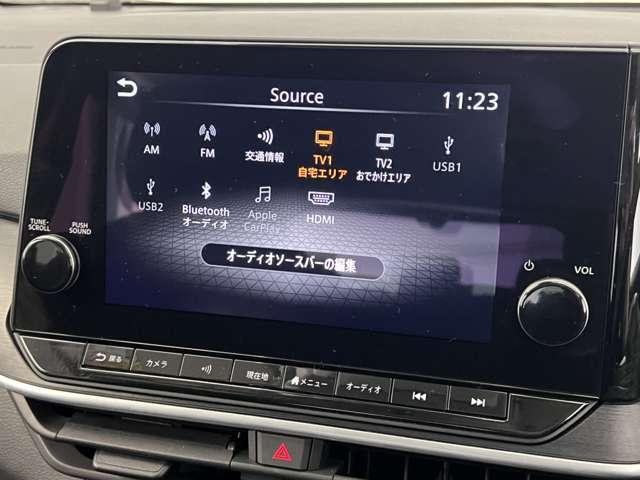 Source
11:23
AM
FM
交通情報
TV1
自宅エリア
TV2
おでかけエリア
USB1
USB2
Bluetooth
オーディオ
Apple
CarPlay
HDMI
オーディオソースバーの編集
TUNE-
SCROLL
PUSH
SOUND
VOL
戻る
カメラ
現在地
メニュー
オーディオ